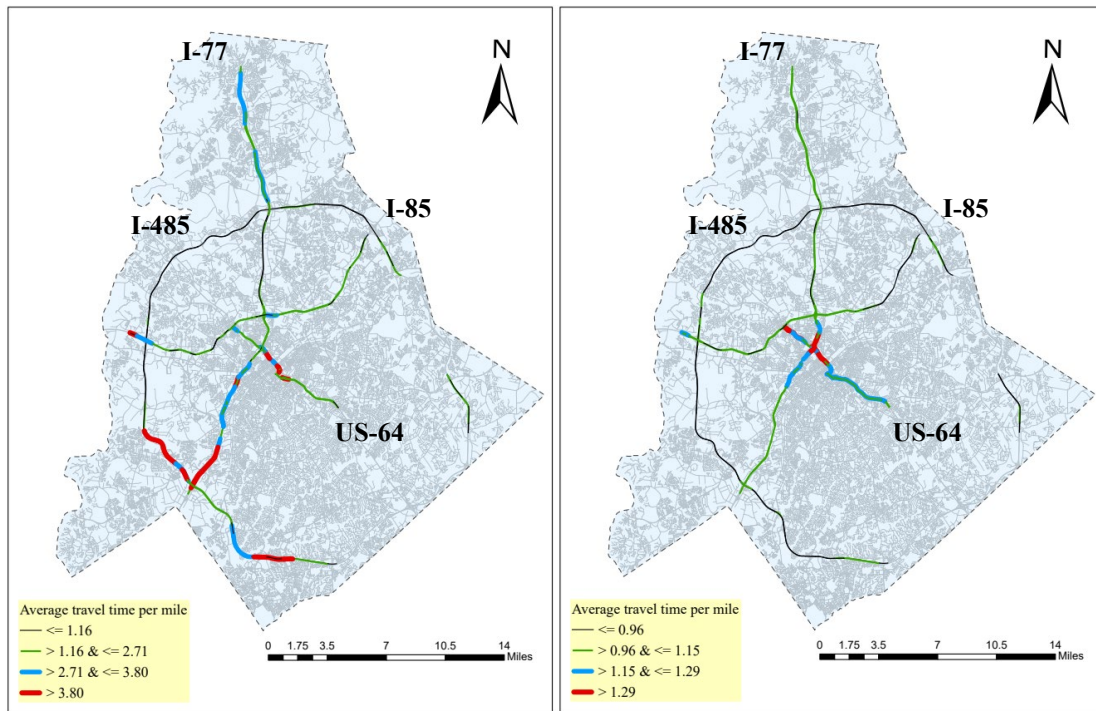 I-77
N
I-485
I-85
US-64
Average travel time per mile
<= 1.16
> 1.16 & <= 2.71
> 2.71 & <= 3.80
> 3.80
0 1.75 3.5 7 10.5 14
Miles
I-77
N
I-485
I-85
US-64
Average travel time per mile
<= 0.96
> 0.96 & <= 1.15
> 1.15 & <= 1.29
> 1.29
0 1.75 3.5 7 10.5 14
Miles